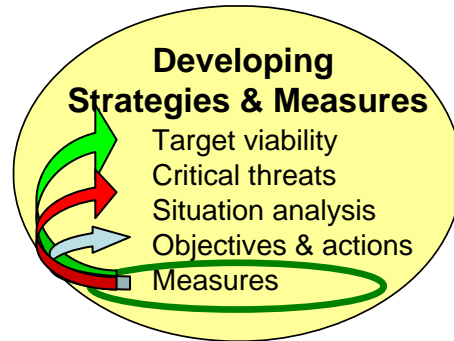 Developing
Strategies & Measures
Target viability
Critical threats
Situation analysis
Objectives & actions
Measures